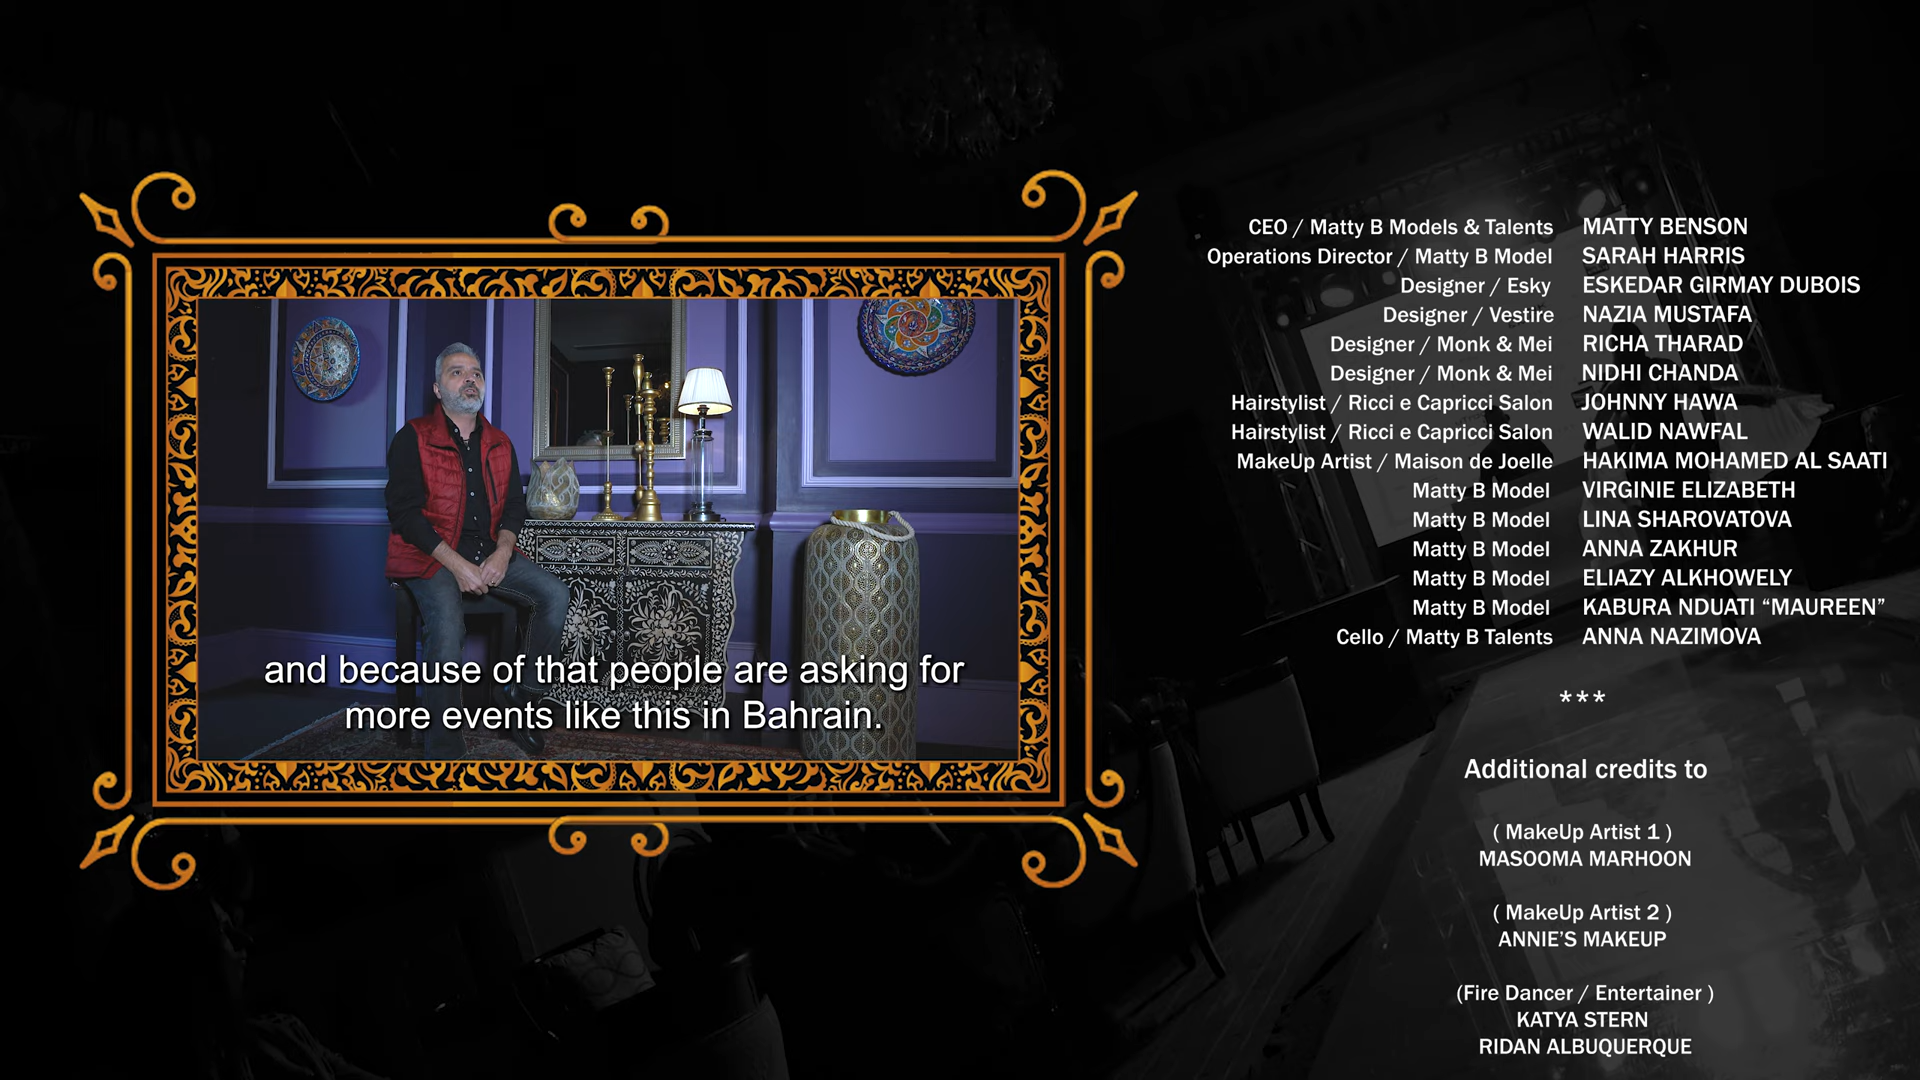 and because of that people are asking for
more events like this in Bahrain.
CEO / Matty B Models & Talents MATTY BENSON
Operations Director / Matty B Model SARAH HARRIS
Designer / Esky ESKEDAR GIRMAY DUBOIS
Designer / Vestire NAZIA MUSTAFA
Designer / Monk & Mei RICHA THARAD
Designer / Monk & Mei NIDHI CHANDA
Hairstylist / Ricci e Capricci Salon JOHNNY HAWA
Hairstylist / Ricci e Capricci Salon WALID NAWFAL
MakeUp Artist / Maison de Joelle HAKIMA MOHAMED AL SAATI
Matty B Model VIRGINIE ELIZABETH
Matty B Model LINA SHAROVATOVA
Matty B Model ANNA ZAKHUR
Matty B Model ELIAZY ALKHOWELY
Matty B Model KABURA NDUATI “MAUREEN”
Cello / Matty B Talents ANNA NAZIMOVA
***
Additional credits to
( MakeUp Artist 1 )
MASOOMA MARHOON
( MakeUp Artist 2 )
ANNIE’S MAKEUP
(Fire Dancer / Entertainer )
KATYA STERN
RIDAN ALBUQUERQUE